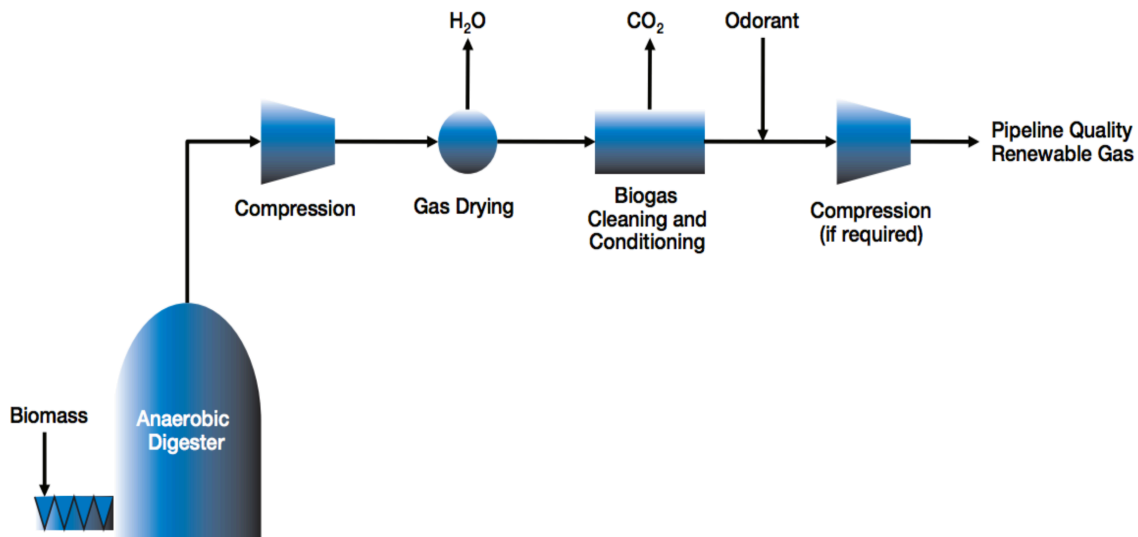 H₂O
CO₂
Odorant
Pipeline Quality
Renewable Gas
Compression
Gas Drying
Biogas
Cleaning and
Conditioning
Compression
(if required)
Biomass
Anaerobic
Digester